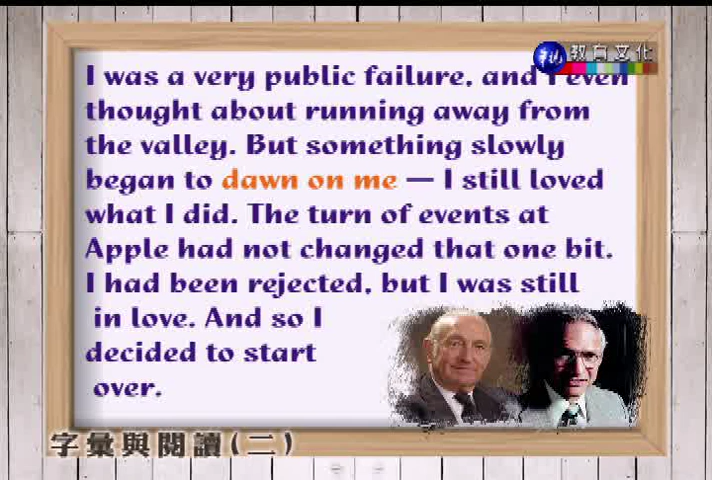 華視
教育文化
I was a very public failure, and I even
thought about running away from
the valley. But something slowly
began to dawn on me — I still loved
what I did. The turn of events at
Apple had not changed that one bit.
I had been rejected, but I was still
in love. And so I
decided to start
over.
字彙與閱讀(二)